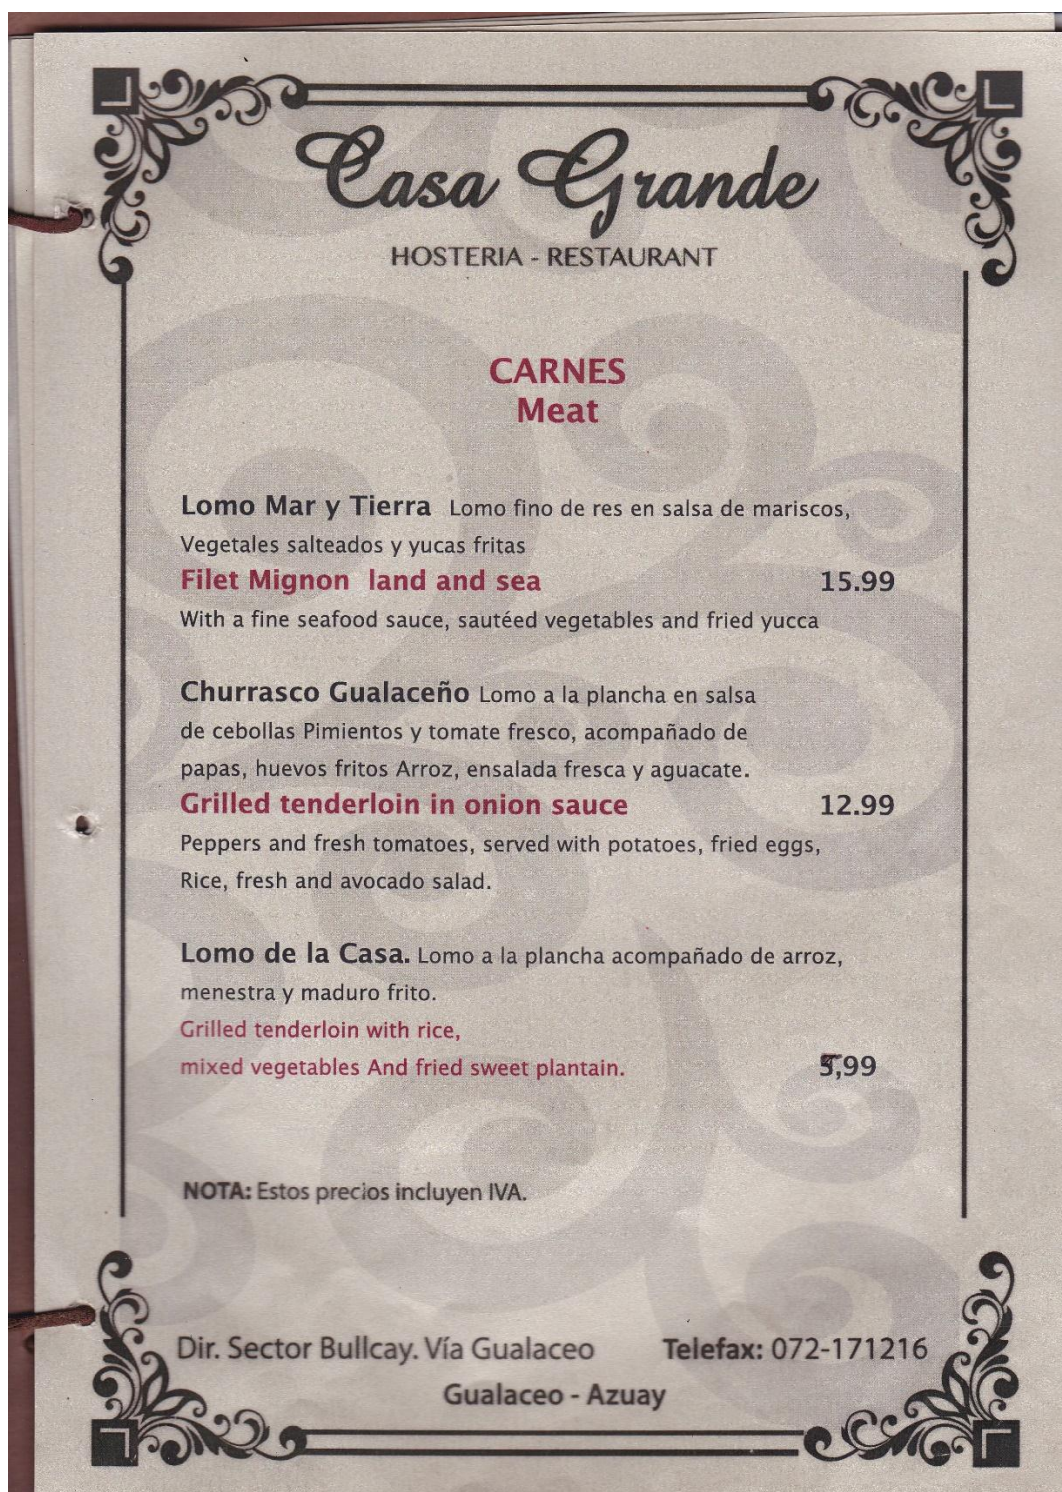 Casa Grande
HOSTERIA - RESTAURANT
CARNES
Meat
Lomo Mar y Tierra Lomo fino de res en salsa de mariscos,
Vegetales salteados y yucas fritas
Filet Mignon land and sea 15.99
With a fine seafood sauce, sautéed vegetables and fried yucca
Churrasco Gualaceño Lomo a la plancha en salsa
de cebollas Pimientos y tomate fresco, acompañado de
papas, huevos fritos Arroz, ensalada fresca y aguacate.
Grilled tenderloin in onion sauce 12.99
Peppers and fresh tomatoes, served with potatoes, fried eggs,
Rice, fresh and avocado salad.
Lomo de la Casa. Lomo a la plancha acompañado de arroz,
menestra y maduro frito.
Grilled tenderloin with rice,
mixed vegetables And fried sweet plantain.
NOTA: Estos precios incluyen IVA.
Dir. Sector Bullcay. Vía Gualaceo Telefax: 072-171216
Gualaceo - Azuay